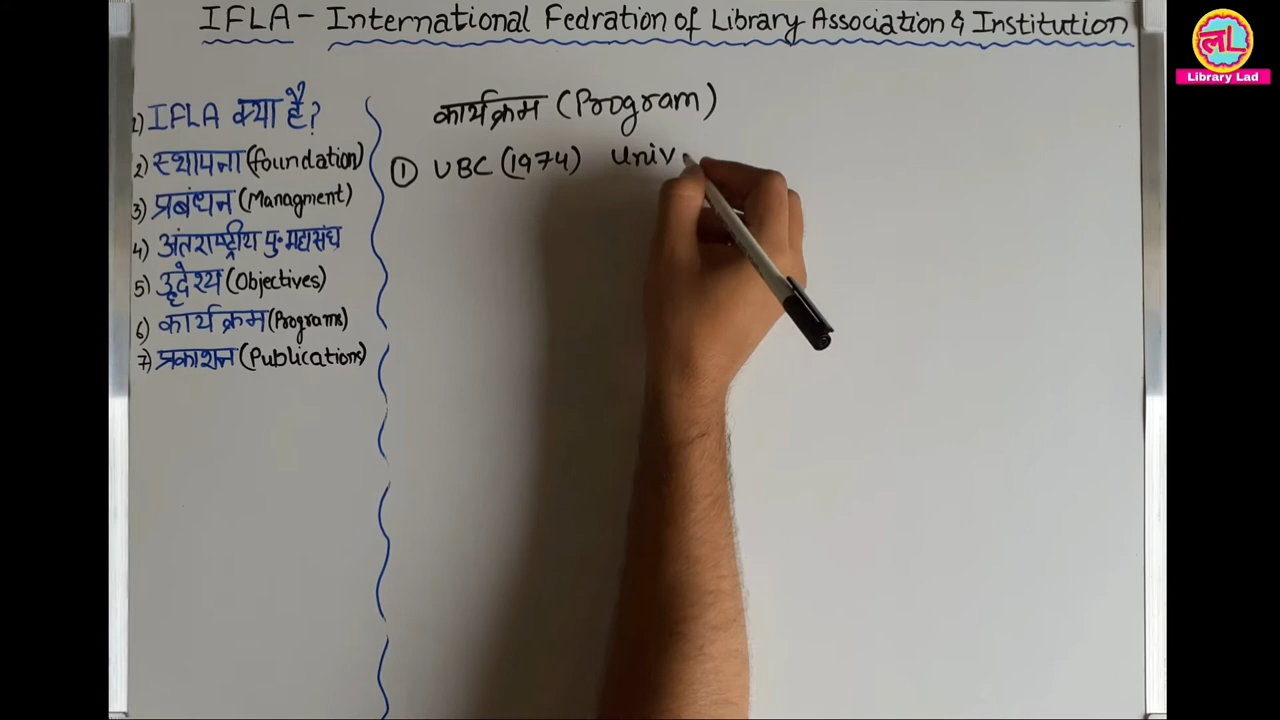 IFLA - International Fedration of Library Association & Institution
लL
Library Lad
1) IFLA क्या है?
2) स्थापना (foundation)
3) प्रबंधन (Managment)
4) अंतराष्ट्रीय पु॰ महासंघ
5) उद्देश्य (Objectives)
6) कार्यक्रम (Programs)
7) प्रकाशन (Publications)
कार्यक्रम (Program)
① UBC (1974) Univ